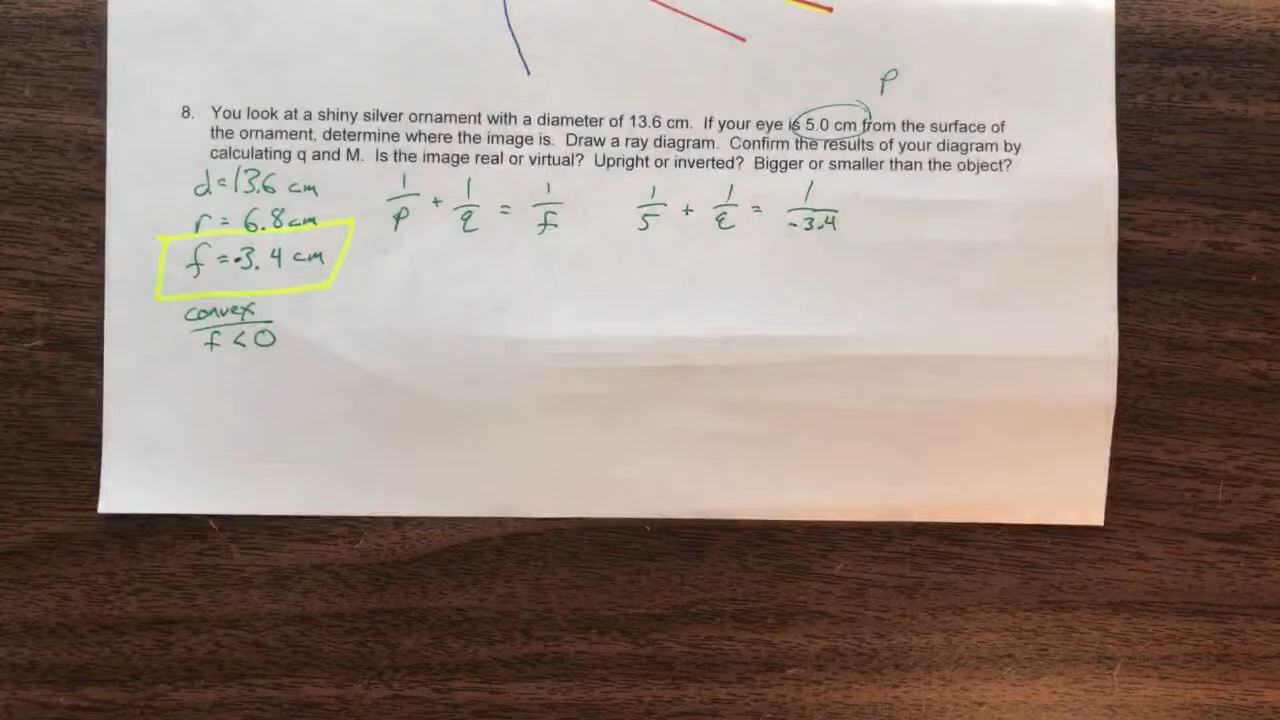 P
8. You look at a shiny silver ornament with a diameter of 13.6 cm. If your eye is 5.0 cm from the surface of
the ornament, determine where the image is. Draw a ray diagram. Confirm the results of your diagram by
calculating q and M. Is the image real or virtual? Upright or inverted? Bigger or smaller than the object?
d=13.6 cm
r = 6.8 cm
f = -3.4 cm
convex
f < 0
1/P + 1/q = 1/f
1/5 + 1/q = 1/-3.4